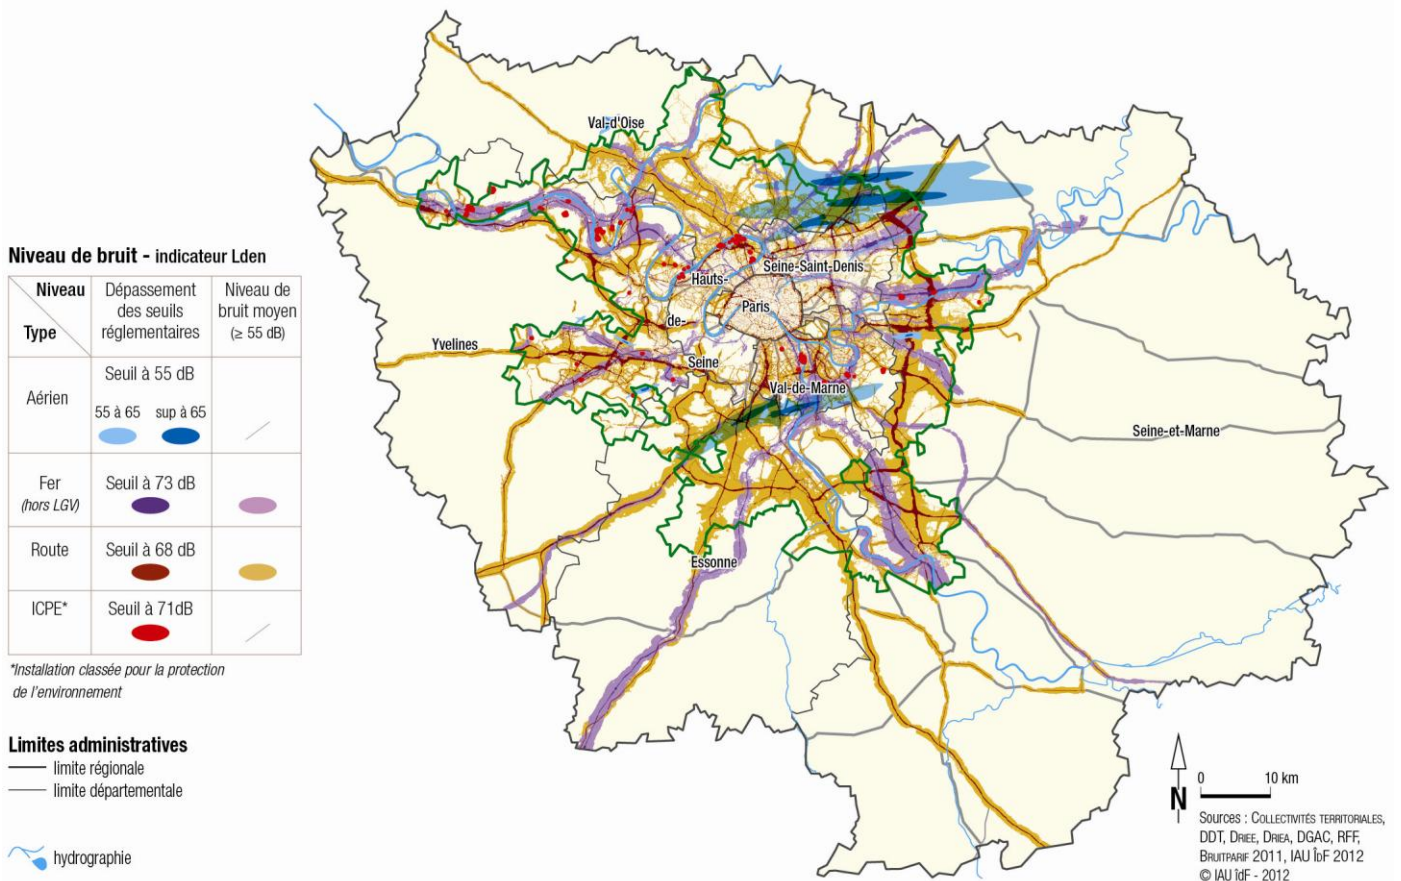 Val-d'Oise
Seine-Saint-Denis
Hauts-
Paris
de-
Yvelines
Seine
Val-de-Marne
Seine-et-Marne
Essonne
Niveau de bruit - indicateur Lden
Niveau
Type
Dépassement
des seuils
réglementaires
Niveau de
bruit moyen
(≥ 55 dB)
Aérien
Seuil à 55 dB
55 à 65 sup à 65
Fer
(hors LGV)
Seuil à 73 dB
Route
Seuil à 68 dB
ICPE*
Seuil à 71dB
*Installation classée pour la protection
de l'environnement
Limites administratives
limite régionale
limite départementale
hydrographie
N
0 10 km
Sources : COLLECTIVITÉS TERRITORIALES,
DDT, DRIEE, DRIEA, DGAC, RFF,
BRUITPARIF 2011, IAU ÎDF 2012
© IAU îdF - 2012